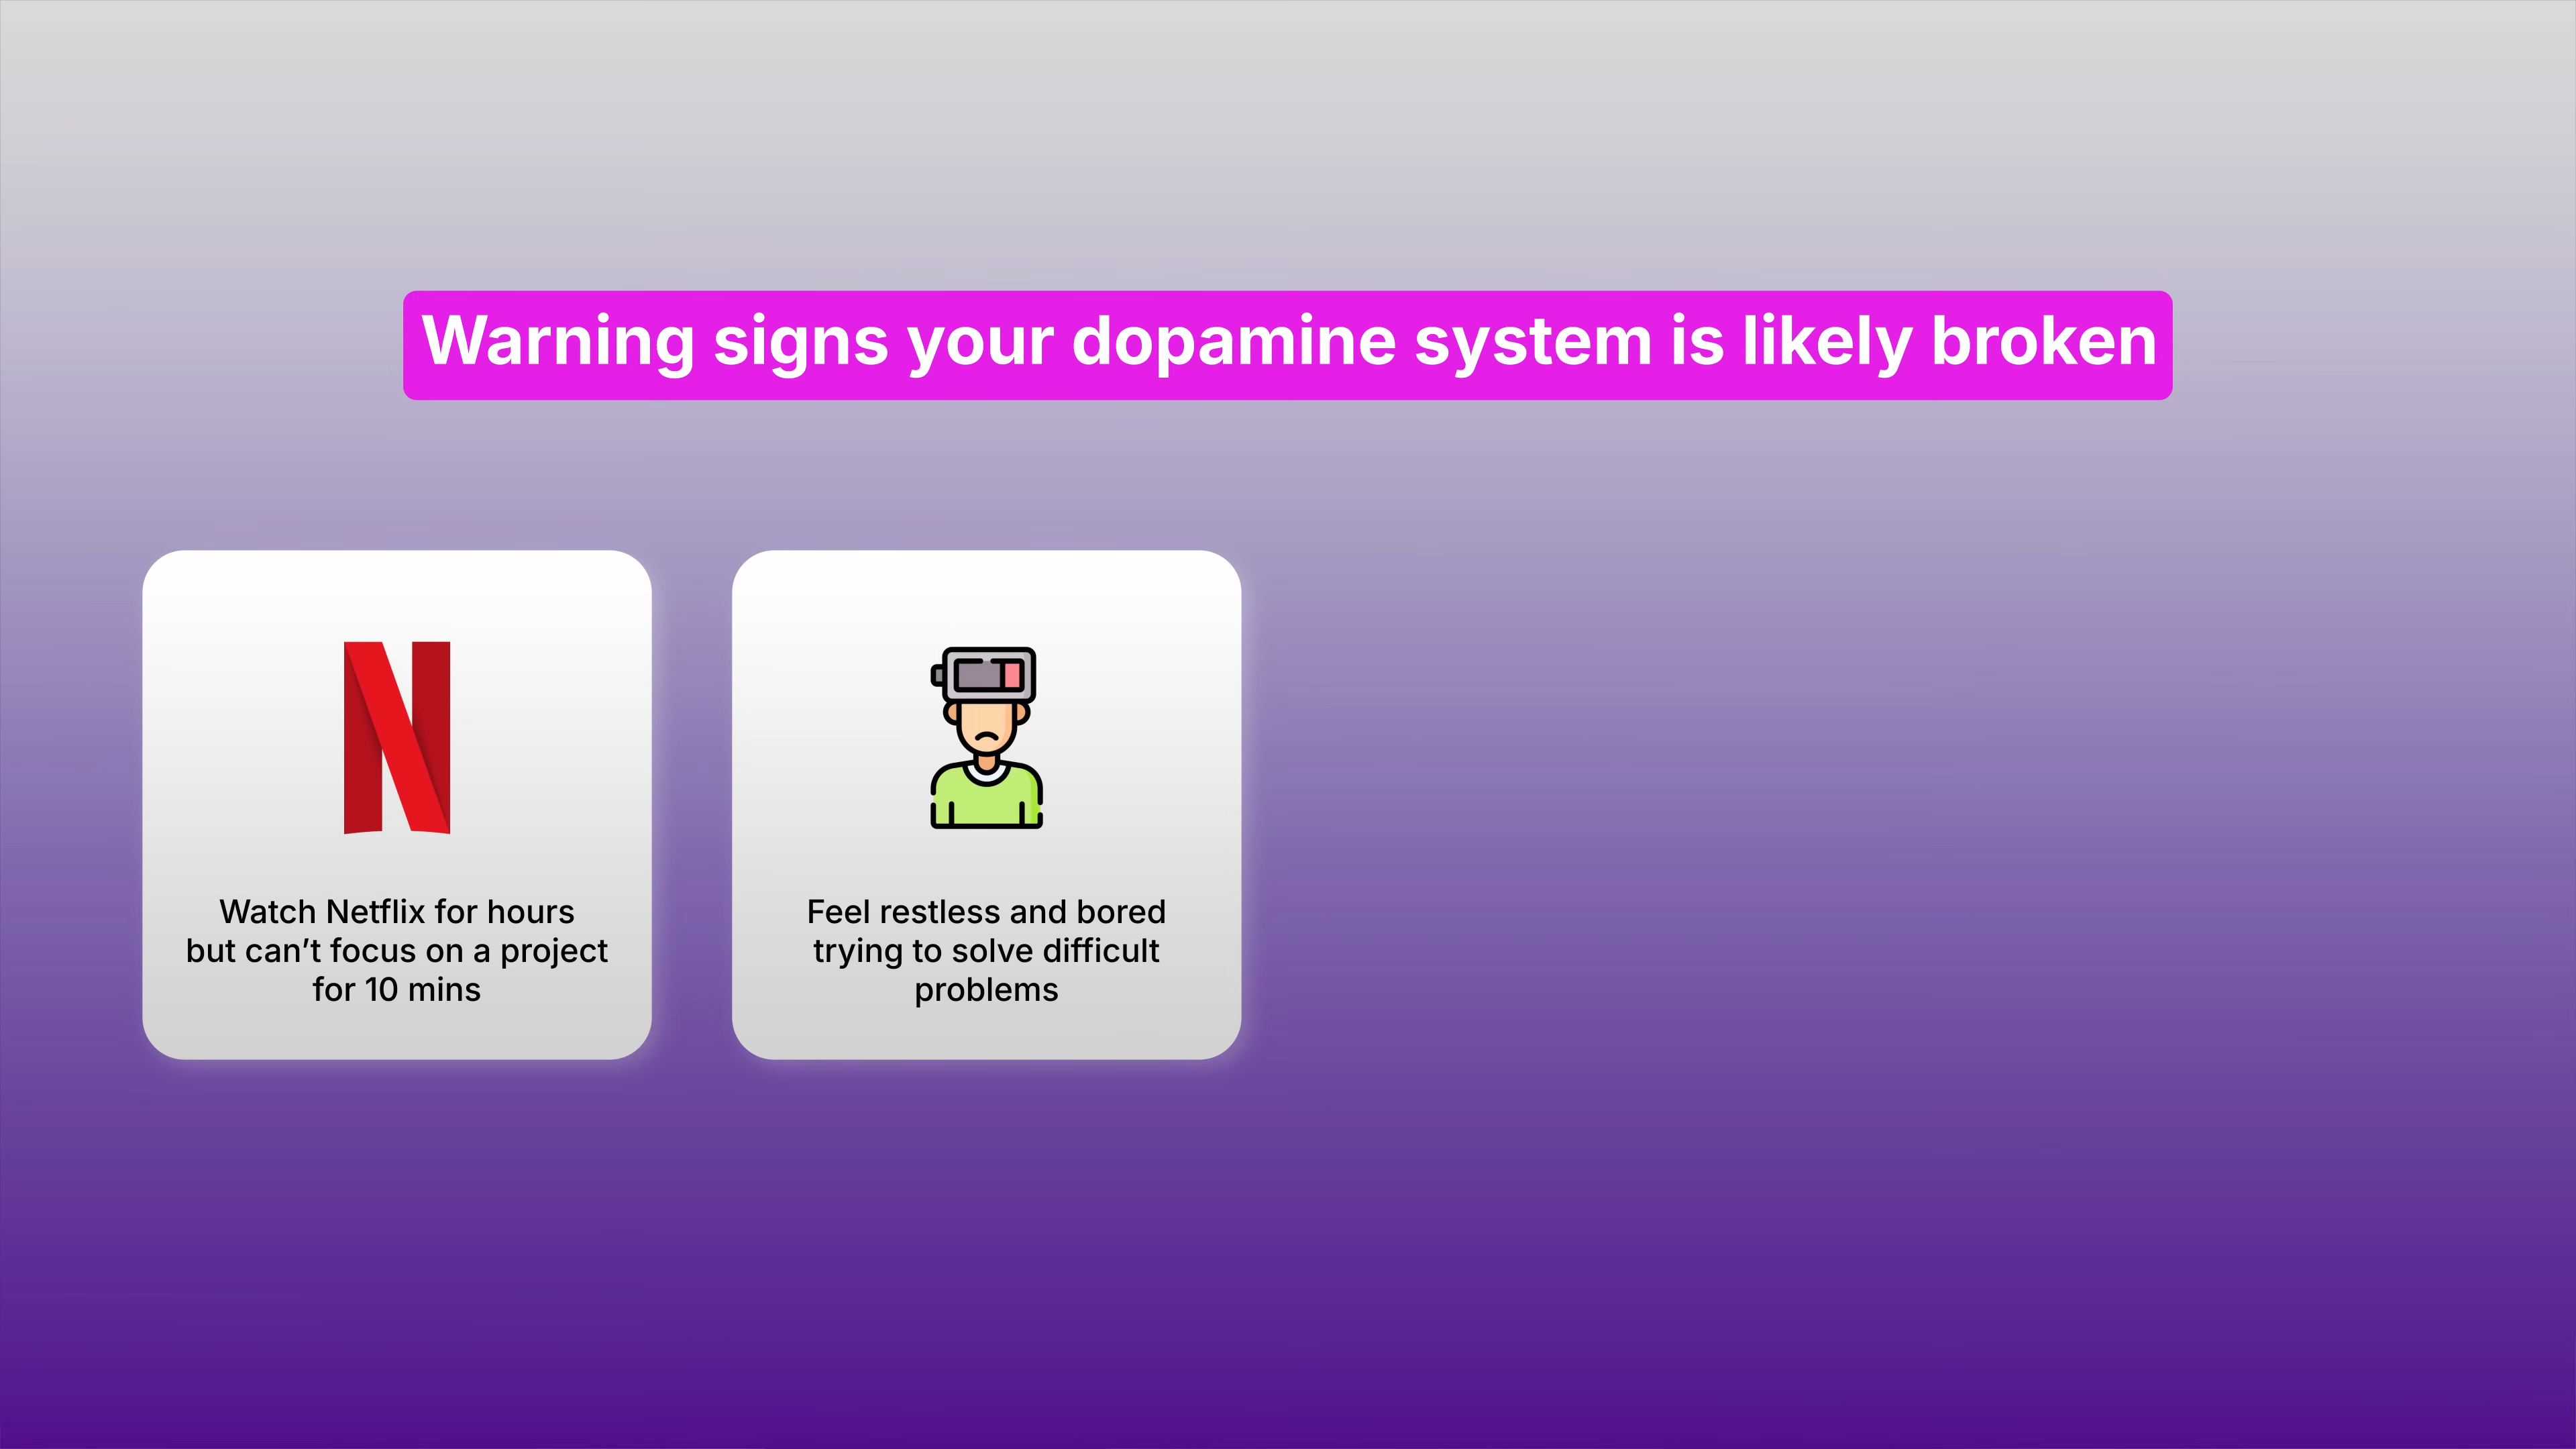 Warning signs your dopamine system is likely broken
Watch Netflix for hours
but can’t focus on a project
for 10 mins
Feel restless and bored
trying to solve difficult
problems